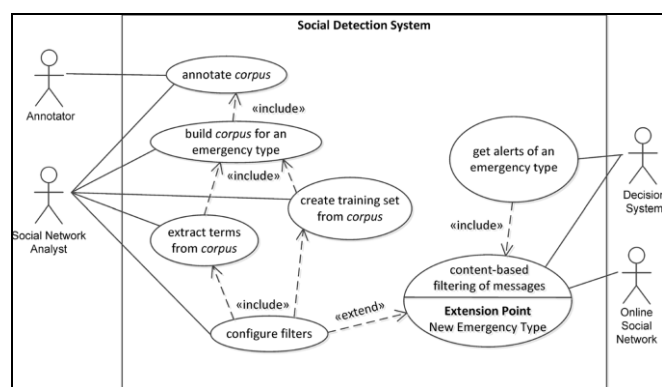 Social Detection System
annotate corpus
Annotator
«include»
build corpus for an
emergency type
get alerts of an
emergency type
«include»
Decision
System
create training set
from corpus
Social Network
Analyst
extract terms
from corpus
«include»
content-based
filtering of messages
«include»
Extension Point
New Emergency Type
«extend»
configure filters
Online
Social
Network